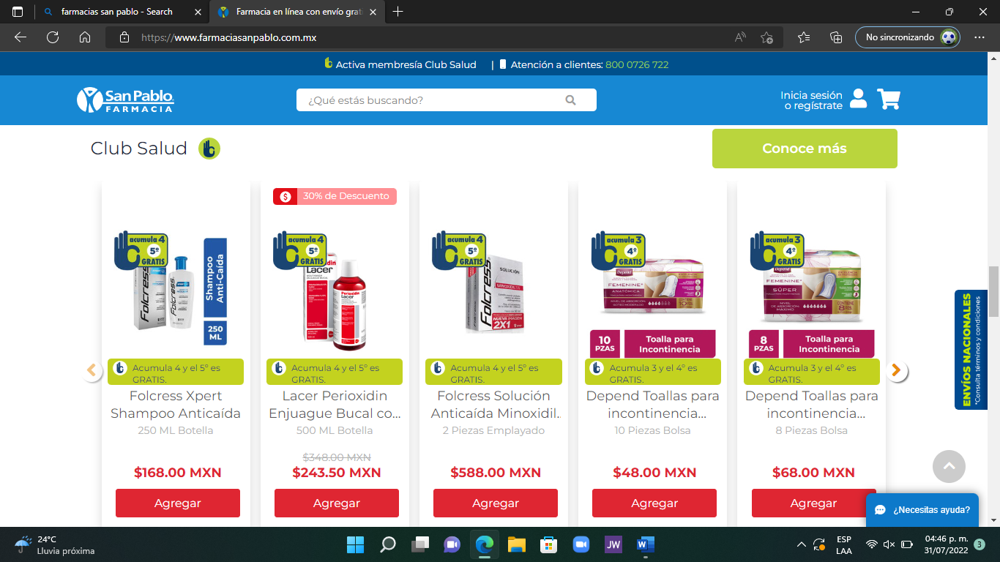 farmacias san pablo - Search
Farmacia en línea con envío grati
https://www.farmaciasanpablo.com.mx
No sincronizando
Activa membresía Club Salud | Atención a clientes: 800 0726 722
San Pablo
FARMACIA
¿Qué estás buscando?
Inicia sesión
o regístrate
Club Salud
Conoce más
30% de Descuento
acumula 4
5º
GRATIS
Folcress
Shampoo
Anti-Caída
250
ML
acumula 4
5º
GRATIS
Lacer
Perioxidin
Lacer
acumula 4
5º
GRATIS
Folcress
SOLUCIÓN
NUEVA IMAGEN
2X1
acumula 3
4º
GRATIS
Depend
FEMENINE
ANATÓMICA
10
PZAS
Toalla para
Incontinencia
acumula 3
4º
GRATIS
Depend
FEMENINE
SÚPER
8
PZAS
Toalla para
Incontinencia
ENVÍOS NACIONALES
*Consulta términos y condiciones
Acumula 4 y el 5º es
GRATIS.
Folcress Xpert
Shampoo Anticaída
250 ML Botella
$168.00 MXN
Agregar
Acumula 4 y el 5º es
GRATIS.
Lacer Perioxidin
Enjuague Bucal co...
500 ML Botella
$348.00 MXN
$243.50 MXN
Agregar
Acumula 4 y el 5º es
GRATIS.
Folcress Solución
Anticaída Minoxidil..
2 Piezas Emplayado
$588.00 MXN
Agregar
Acumula 3 y el 4º es
GRATIS.
Depend Toallas para
incontinencia...
10 Piezas Bolsa
$48.00 MXN
Agregar
Acumula 3 y el 4º es
GRATIS.
Depend Toallas para
incontinencia...
8 Piezas Bolsa
$68.00 MXN
Agregar
¿Necesitas ayuda?
24°C
Lluvia próxima
JW
W
ESP
LAA
04:46 p. m.
31/07/2022
3